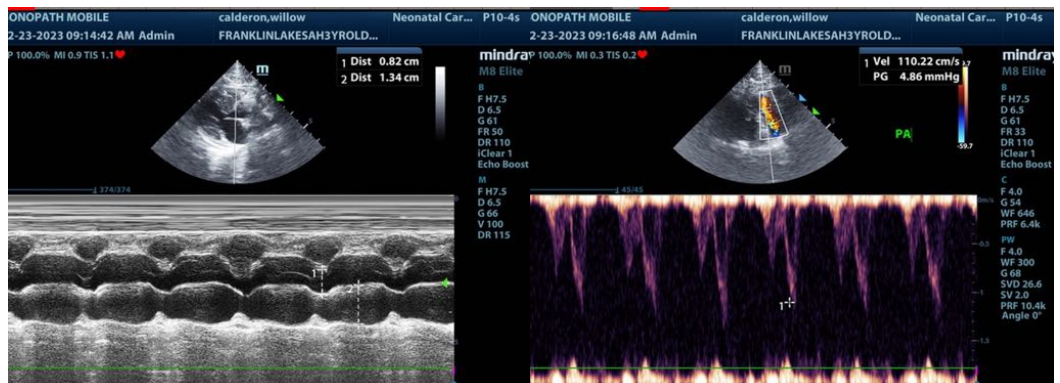 ONOPATH MOBILE calderon,willow Neonatal Car... P10-4s
2-23-2023 09:14:42 AM Admin FRANKLINLAKESAH3YROLD...
P 100.0% MI 0.9 TIS 1.1
1 Dist 0.82 cm
2 Dist 1.34 cm
m
mindray
M8 Elite
B
F H7.5
D 6.5
G 61
FR 50
DR 110
iClear 1
Echo Boost
M
F H7.5
D 6.5
G 66
V 100
DR 115
5
374/374
0
1
2
5
ONOPATH MOBILE calderon,willow Neonatal Car... P10-4s
2-23-2023 09:16:48 AM Admin FRANKLINLAKESAH3YROLD...
P 100.0% MI 0.3 TIS 0.2
1 Vel 110.22 cm/s
PG 4.86 mmHg
m
-59.7
PA
mindray
M8 Elite
B
F H7.5
D 6.5
G 61
FR 33
DR 110
iClear 1
Echo Boost
C
F 4.0
G 54
WF 646
PRF 6.4k
PW
F 4.0
WF 300
G 68
SVD 26.6
SV 2.0
PRF 10.4k
Angle 0°
5
45/45
m/s
-0.5
-1
-1.5
1